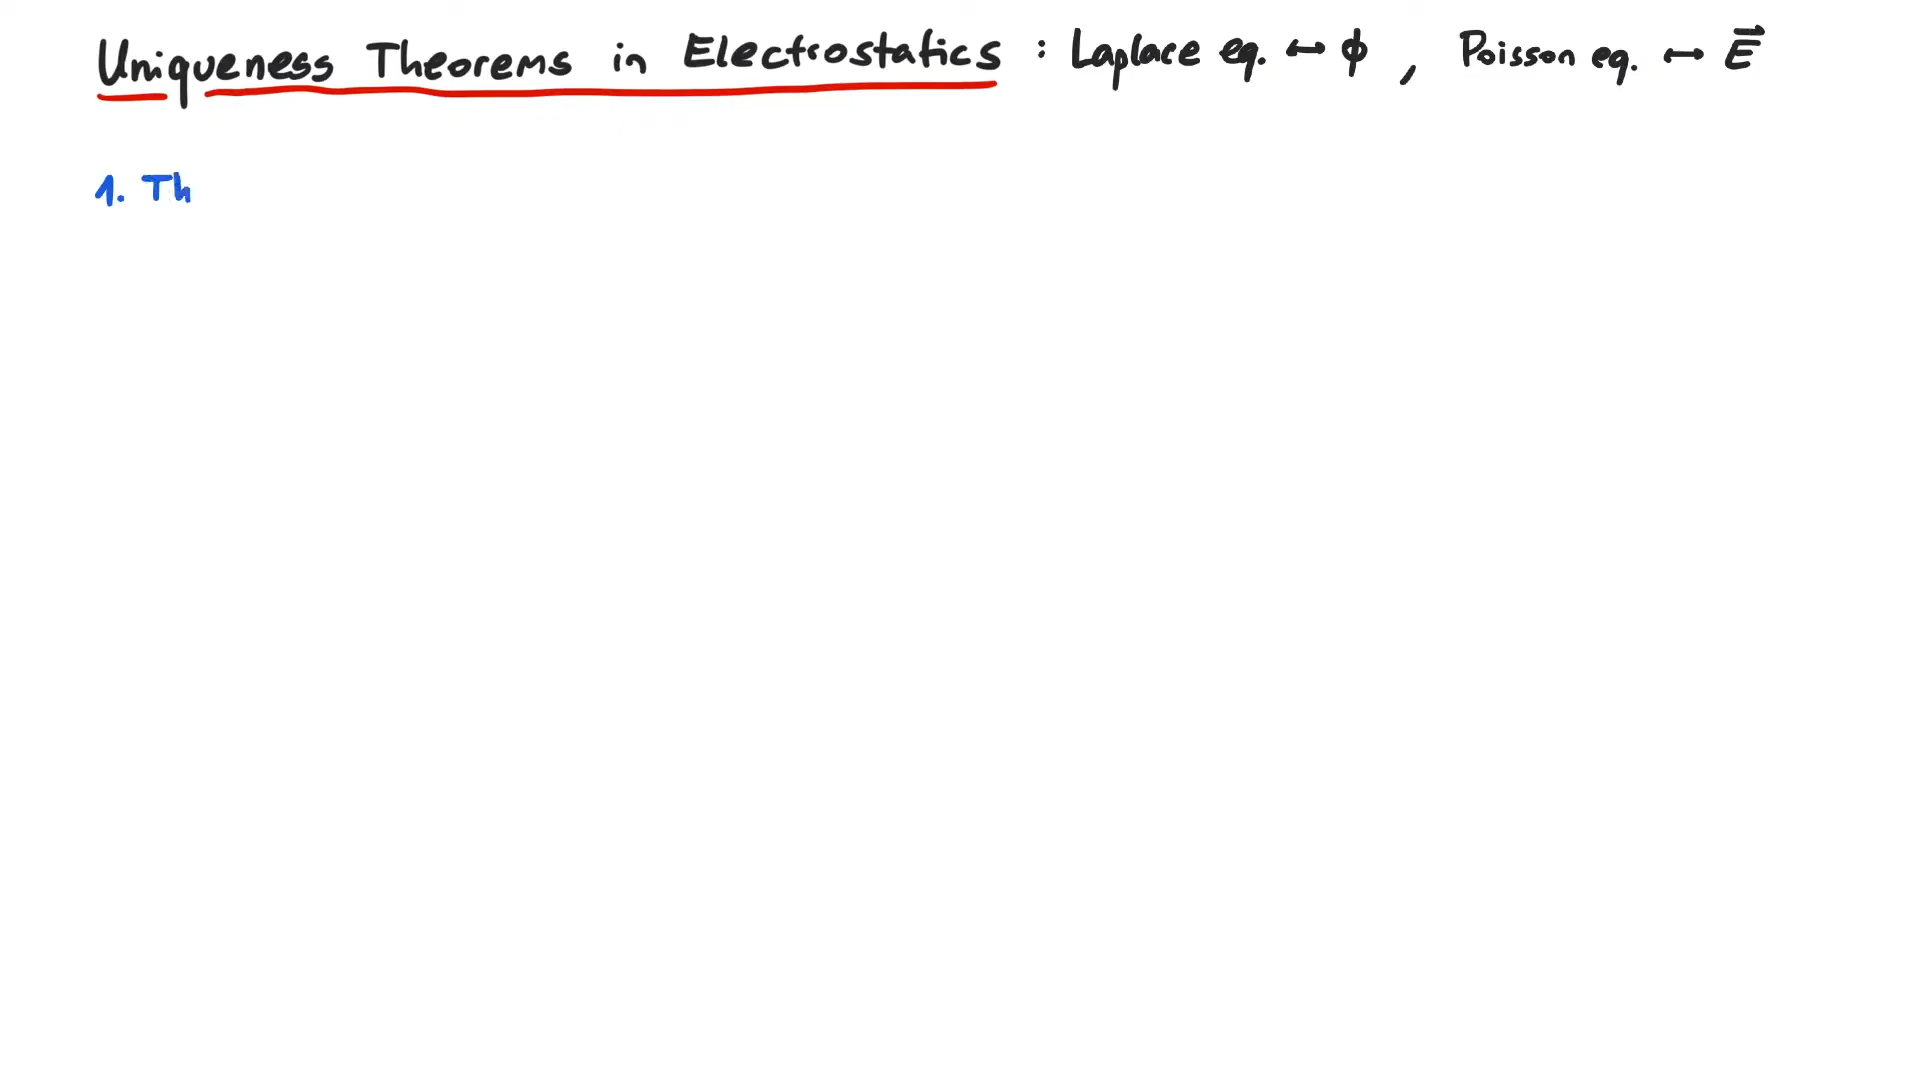 Uniqueness Theorems in Electrostatics : Laplace eq. ↔ ϕ , Poisson eq. ↔ E⃗
1. Th